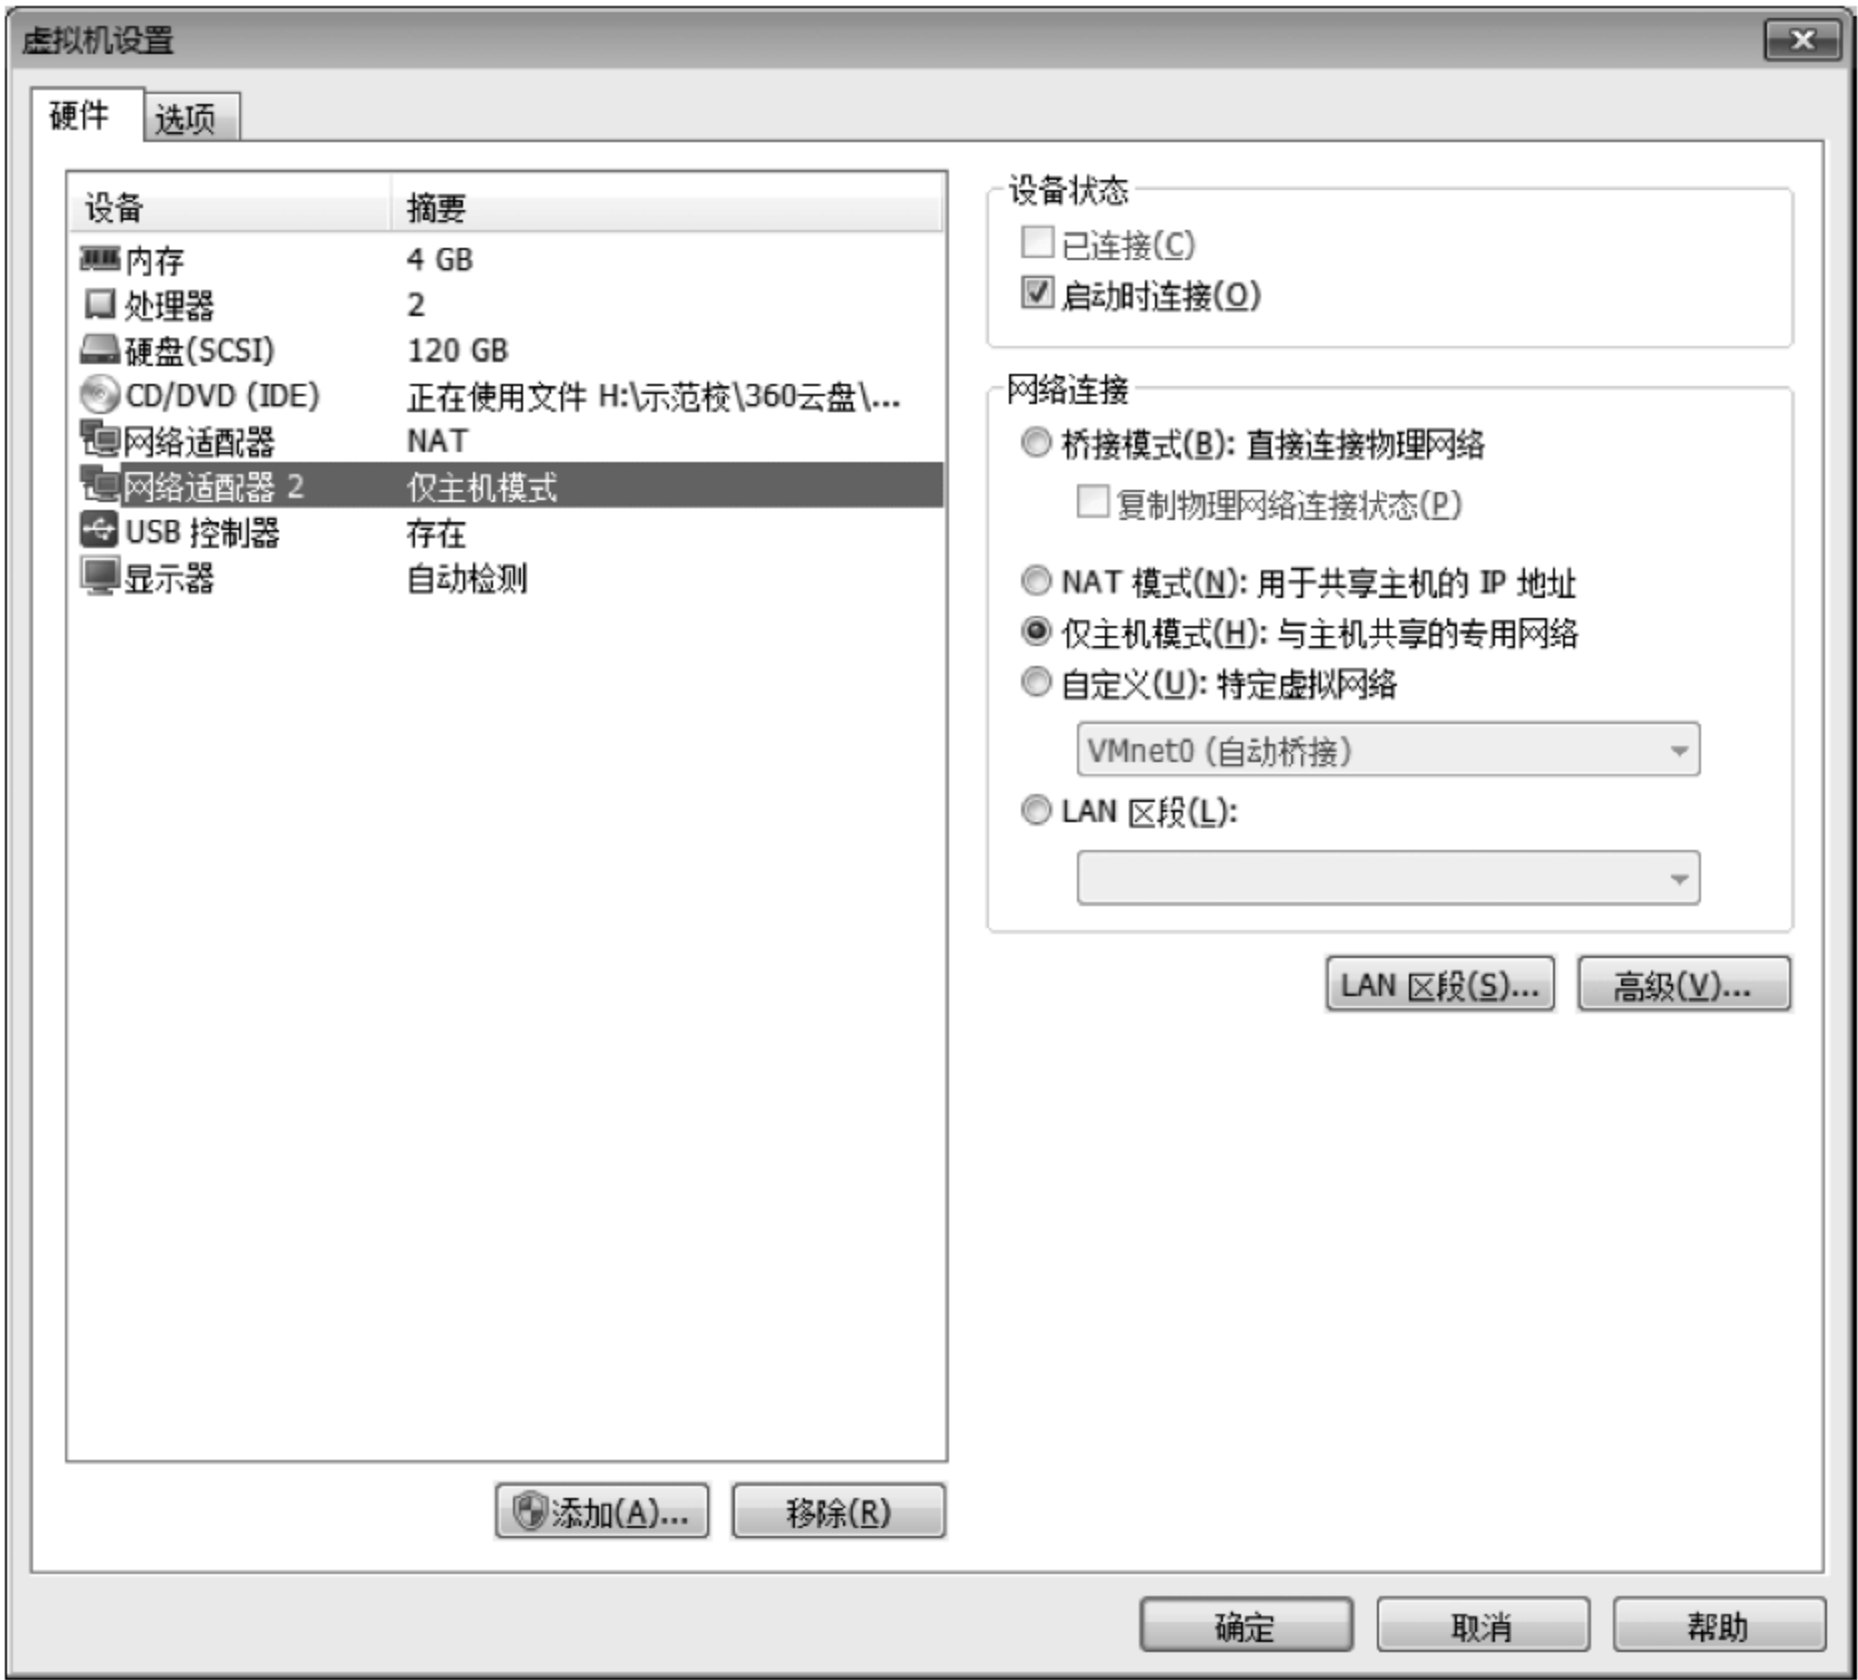 虚拟机设置
硬件
选项
设备 摘要
内存 4 GB
处理器 2
硬盘(SCSI) 120 GB
CD/DVD (IDE) 正在使用文件 H:\示范校\360云盘\...
网络适配器 NAT
网络适配器 2 仅主机模式
USB 控制器 存在
显示器 自动检测
添加(A)...
移除(R)
设备状态
已连接(C)
启动时连接(O)
网络连接
桥接模式(B): 直接连接物理网络
复制物理网络连接状态(P)
NAT 模式(N): 用于共享主机的 IP 地址
仅主机模式(H): 与主机共享的专用网络
自定义(U): 特定虚拟网络
VMnet0 (自动桥接)
LAN 区段(L):
LAN 区段(S)...
高级(V)...
确定
取消
帮助